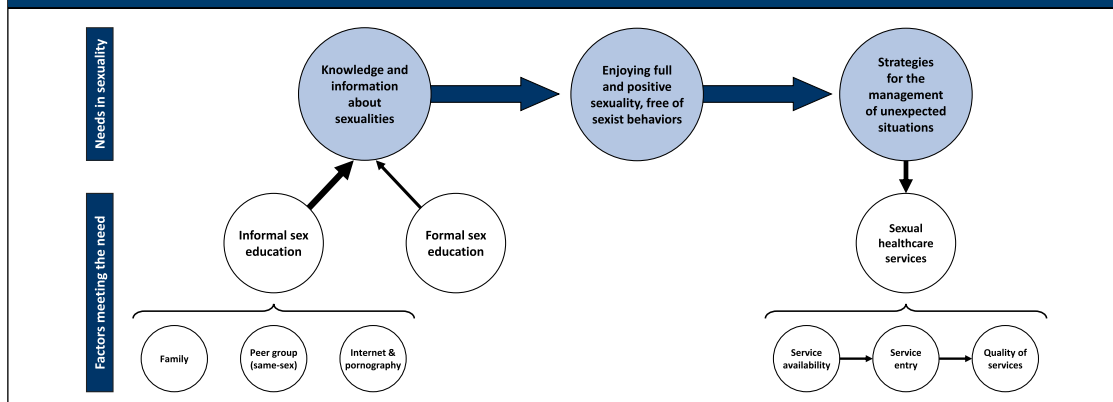 Needs in sexuality
Knowledge and
information
about
sexualities
Enjoying full
and positive
sexuality, free of
sexist behaviors
Strategies
for the
management
of unexpected
situations
Factors meeting the need
Informal sex
education
Formal sex
education
Sexual
healthcare
services
Family
Peer group
(same-sex)
Internet &
pornography
Service
availability
Service
entry
Quality of
services